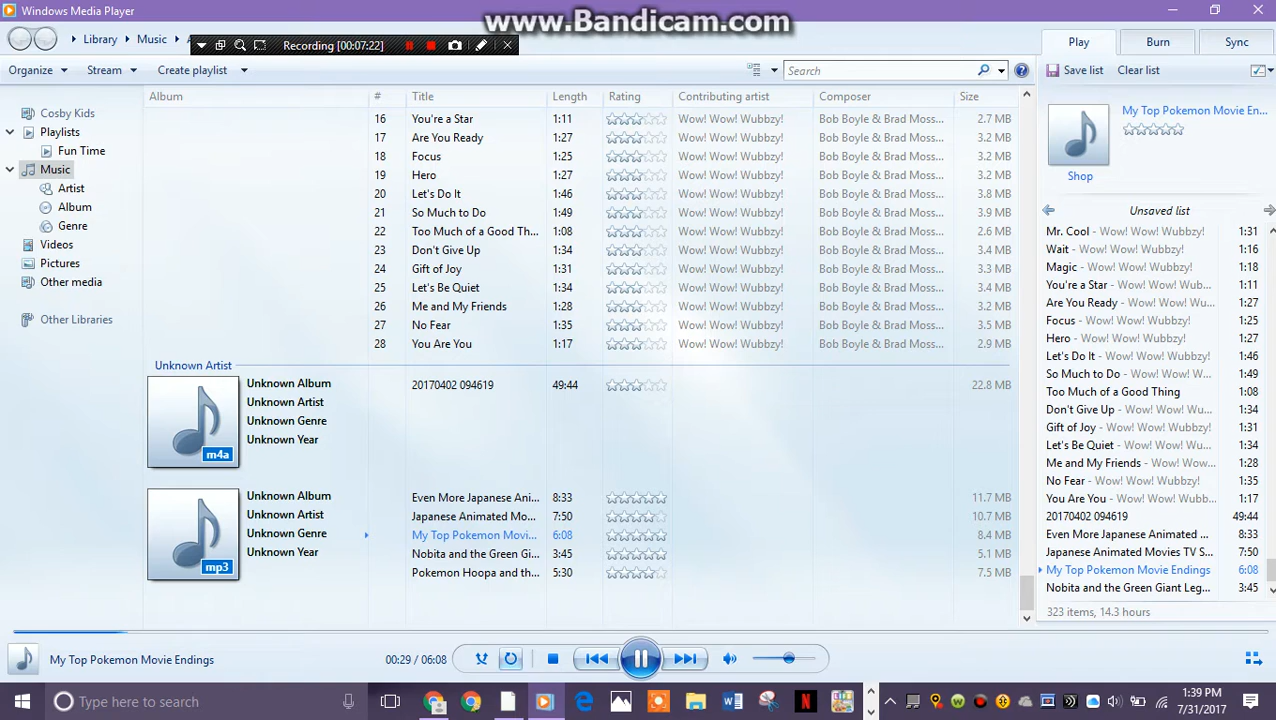 Windows Media Player
www.Bandicam.com
Library Music
Recording [00:07:22]
Play Burn Sync
Organize Stream Create playlist
Search
Save list Clear list
Album # Title Length Rating Contributing artist Composer Size
Cosby Kids
Playlists
Fun Time
Music
Artist
Album
Genre
Videos
Pictures
Other media
Other Libraries
16 You're a Star 1:11 Wow! Wow! Wubbzy! Bob Boyle & Brad Moss... 2.7 MB
17 Are You Ready 1:27 Wow! Wow! Wubbzy! Bob Boyle & Brad Moss... 3.2 MB
18 Focus 1:25 Wow! Wow! Wubbzy! Bob Boyle & Brad Moss... 3.2 MB
19 Hero 1:27 Wow! Wow! Wubbzy! Bob Boyle & Brad Moss... 3.2 MB
20 Let's Do It 1:46 Wow! Wow! Wubbzy! Bob Boyle & Brad Moss... 3.8 MB
21 So Much to Do 1:49 Wow! Wow! Wubbzy! Bob Boyle & Brad Moss... 3.9 MB
22 Too Much of a Good Th... 1:08 Wow! Wow! Wubbzy! Bob Boyle & Brad Moss... 2.6 MB
23 Don't Give Up 1:34 Wow! Wow! Wubbzy! Bob Boyle & Brad Moss... 3.4 MB
24 Gift of Joy 1:31 Wow! Wow! Wubbzy! Bob Boyle & Brad Moss... 3.3 MB
25 Let's Be Quiet 1:34 Wow! Wow! Wubbzy! Bob Boyle & Brad Moss... 3.4 MB
26 Me and My Friends 1:28 Wow! Wow! Wubbzy! Bob Boyle & Brad Moss... 3.2 MB
27 No Fear 1:35 Wow! Wow! Wubbzy! Bob Boyle & Brad Moss... 3.5 MB
28 You Are You 1:17 Wow! Wow! Wubbzy! Bob Boyle & Brad Moss... 2.9 MB
Unknown Artist
Unknown Album 20170402 094619 49:44 22.8 MB
Unknown Artist
Unknown Genre
Unknown Year
m4a
Unknown Album Even More Japanese Ani... 8:33 11.7 MB
Unknown Artist Japanese Animated Mo... 7:50 10.7 MB
Unknown Genre My Top Pokemon Movi... 6:08 8.4 MB
Unknown Year Nobita and the Green Gi... 3:45 5.1 MB
mp3 Pokemon Hoopa and th... 5:30 7.5 MB
My Top Pokemon Movie En...
Shop
Unsaved list
Mr. Cool - Wow! Wow! Wubbzy! 1:31
Wait - Wow! Wow! Wubbzy! 1:16
Magic - Wow! Wow! Wubbzy! 1:18
You're a Star - Wow! Wow! Wub... 1:11
Are You Ready - Wow! Wow! Wu... 1:27
Focus - Wow! Wow! Wubbzy! 1:25
Hero - Wow! Wow! Wubbzy! 1:27
Let's Do It - Wow! Wow! Wubb... 1:46
So Much to Do - Wow! Wow! W... 1:49
Too Much of a Good Thing 1:08
Don't Give Up - Wow! Wow! W... 1:34
Gift of Joy - Wow! Wow! Wubb... 1:31
Let's Be Quiet - Wow! Wow! W... 1:34
Me and My Friends - Wow! Wow... 1:28
No Fear - Wow! Wow! Wubbzy! 1:35
You Are You - Wow! Wow! Wub... 1:17
20170402 094619 49:44
Even More Japanese Animated ... 8:33
Japanese Animated Movies TV S... 7:50
My Top Pokemon Movie Endings 6:08
Nobita and the Green Giant Leg... 3:45
323 items, 14.3 hours
My Top Pokemon Movie Endings 00:29 / 06:08
Type here to search
1:39 PM
7/31/2017